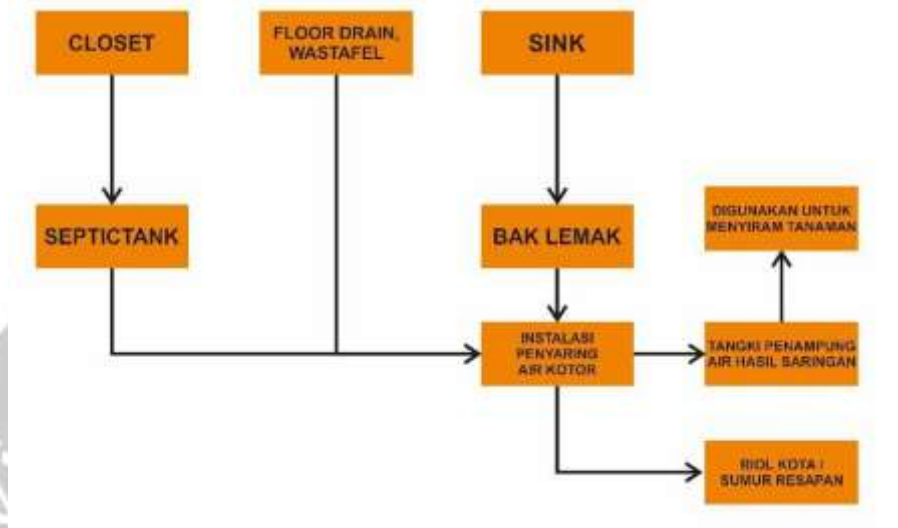 CLOSET
FLOOR DRAIN,
WASTAFEL
SINK
SEPTICTANK
BAK LEMAK
DIGUNAKAN UNTUK
MENYIRAM TANAMAN
INSTALASI
PENYARING
AIR KOTOR
TANGKI PENAMPUNG
AIR HASIL SARINGAN
RIOL KOTA /
SUMUR RESAPAN